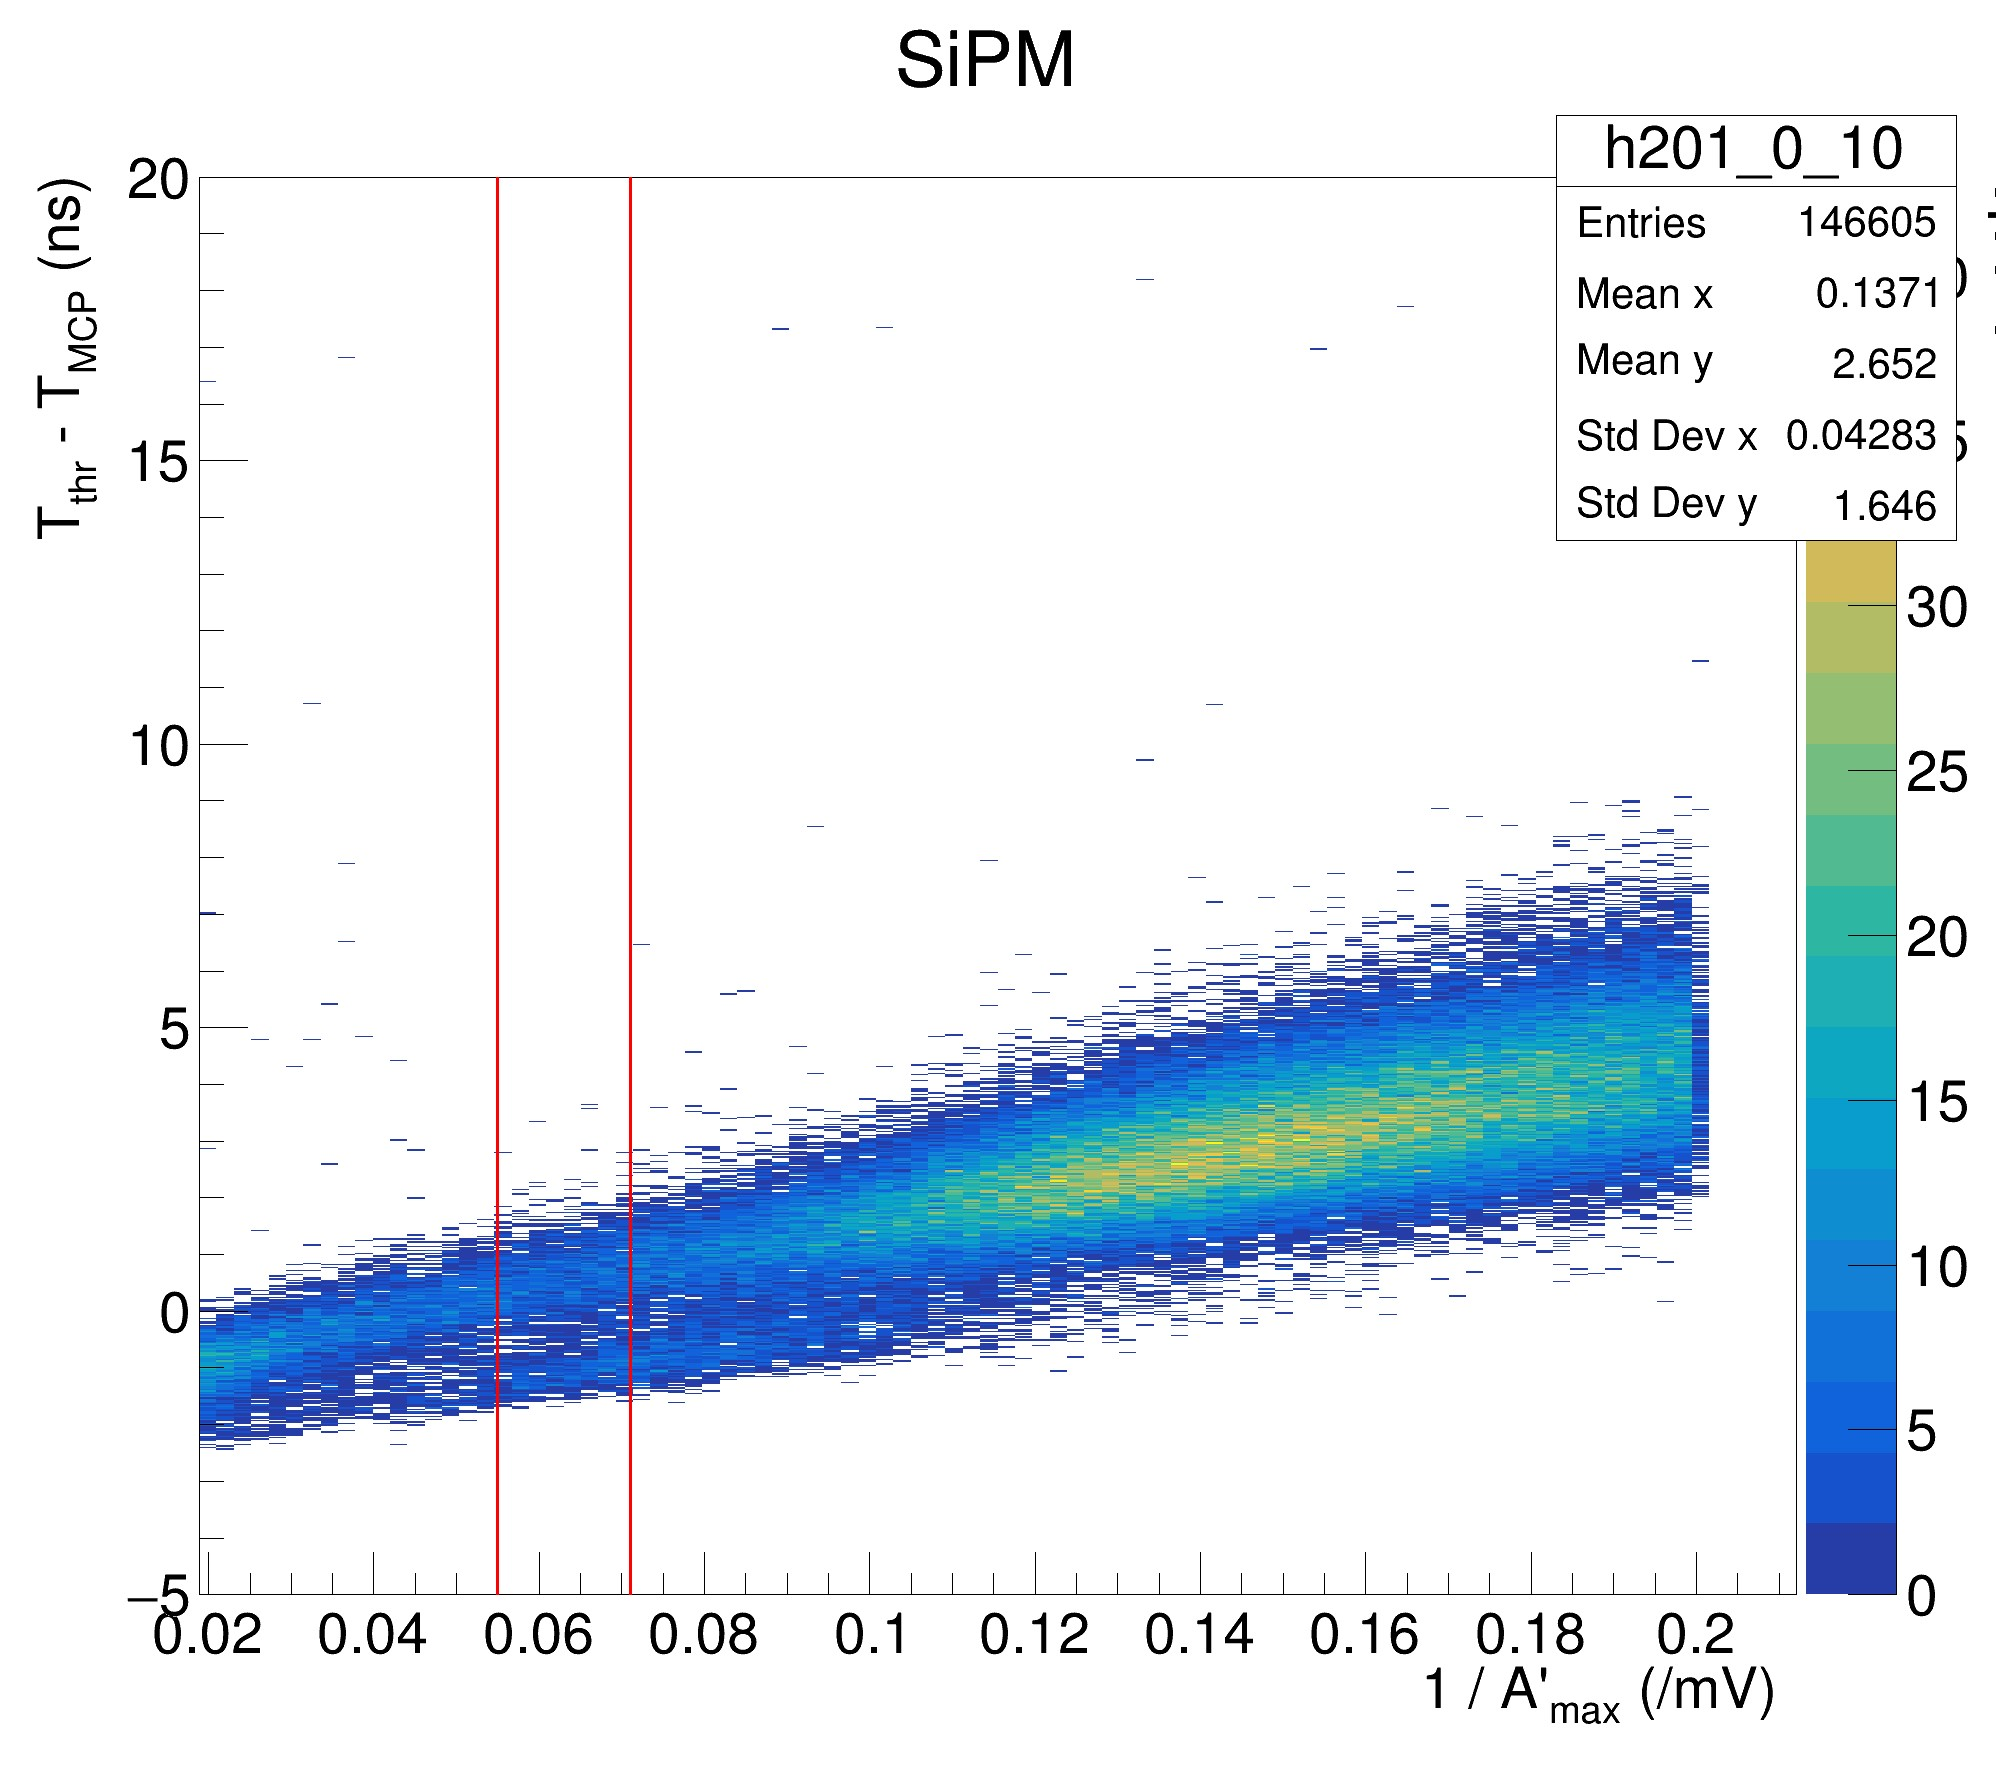 SiPM
h201_0_10
Entries 146605
Mean x 0.1371
Mean y 2.652
Std Dev x 0.04283
Std Dev y 1.646
T_thr - T_MCP (ns)
20
15
10
5
0
−5
0.02 0.04 0.06 0.08 0.1 0.12 0.14 0.16 0.18 0.2
1 / A'_max (/mV)
30
25
20
15
10
5
0